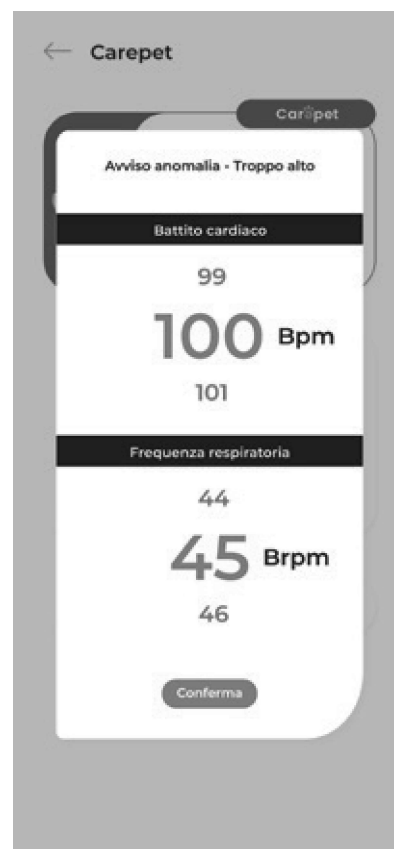 Carepet
Carepet
Avviso anomalia - Troppo alto
Battito cardiaco
99
100 Bpm
101
Frequenza respiratoria
44
45 Brpm
46
Conferma